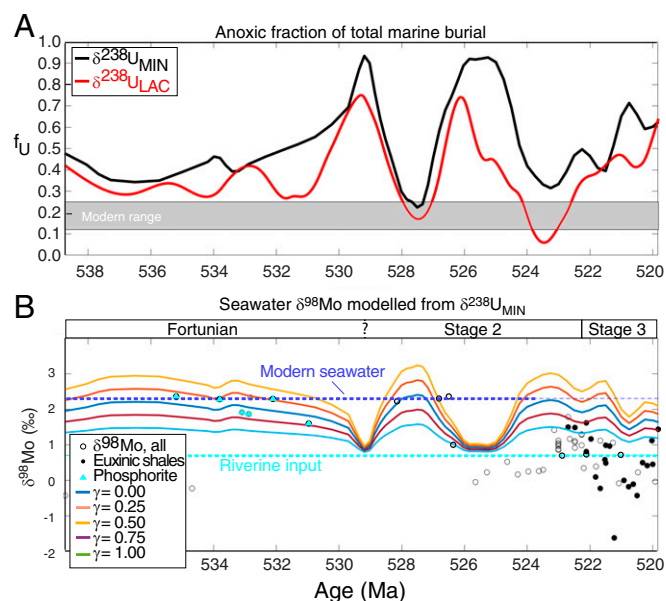 A
Anoxic fraction of total marine burial
1.0
0.9
0.8
0.7
0.6
0.5
0.4
0.3
0.2
0.1
0.0
fU
δ238UMIN
δ238ULAC
Modern range
538 536 534 532 530 528 526 524 522 520
B
Seawater δ98Mo modelled from δ238UMIN
Fortunian ? Stage 2 Stage 3
3
2
1
0
-1
-2
δ98Mo (‰)
Modern seawater
Riverine input
δ98Mo, all
Euxinic shales
Phosphorite
γ= 0.00
γ= 0.25
γ= 0.50
γ= 0.75
γ= 1.00
534 532 530 528 526 524 522 520
Age (Ma)